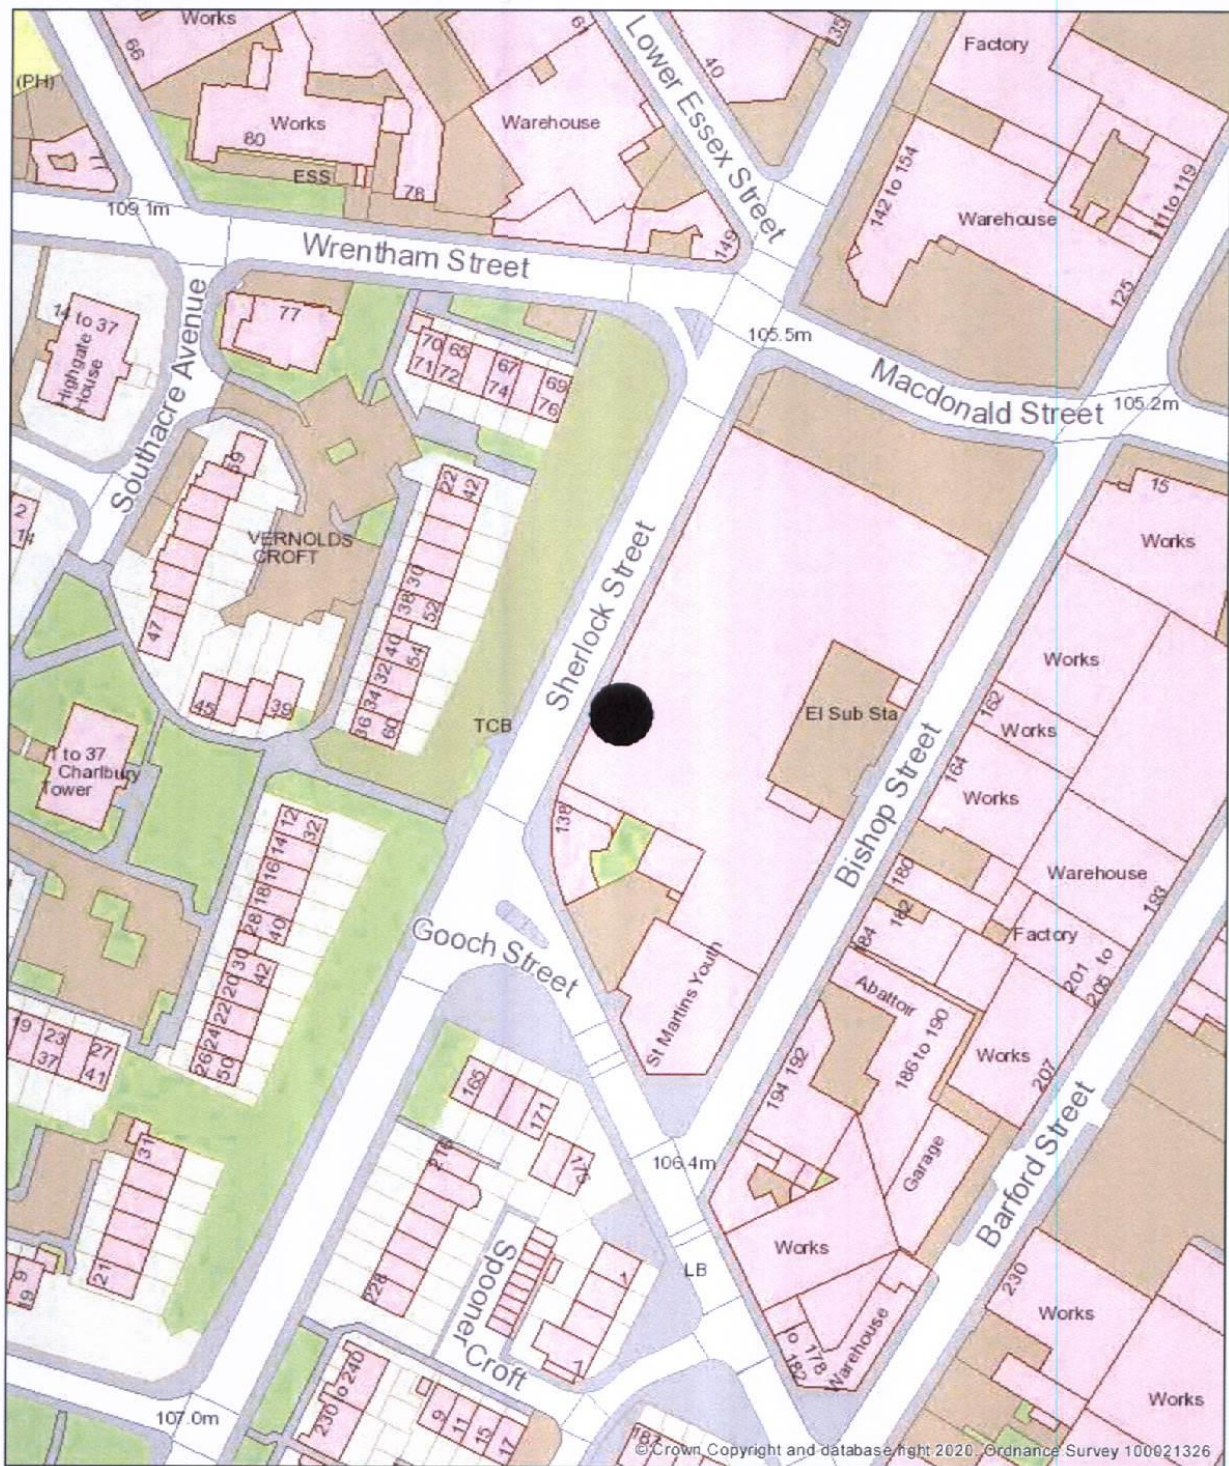 Works
66
(PH)
61
Lower Essex Street
40
135
Factory
Works
80
Warehouse
142 to 154
Warehouse
111 to 119
ESS
78
109.1m
Wrentham Street
149
125
14 to 37
Highgate
House
Southacre Avenue
77
70
65
67
69
71
72
74
76
105.5m
Macdonald Street
105.2m
59
22
42
2
14
VERNOLDS
CROFT
Sherlock Street
15
Works
30
38
52
47
40
54
32
34
36
60
45
39
TCB
Works
162
Works
El Sub Sta
164
Works
1 to 37
Charlbury
Tower
12
32
14
16
18
28
40
138
Bishop Street
180
182
184
Warehouse
193
Factory
201
205 to
Gooch Street
30
42
20
22
24
26
50
St Martins Youth
Abattoir
186 to 190
Works
207
19
23
27
37
41
165
171
175
192
194
31
106.4m
Garage
Barford Street
21
228
Spooner
Croft
1
LB
Works
230
Works
9
19
1
178
182
Warehouse
230 to 240
9
11
15
17
107.0m
Works
© Crown Copyright and database right 2020. Ordnance Survey 100021326